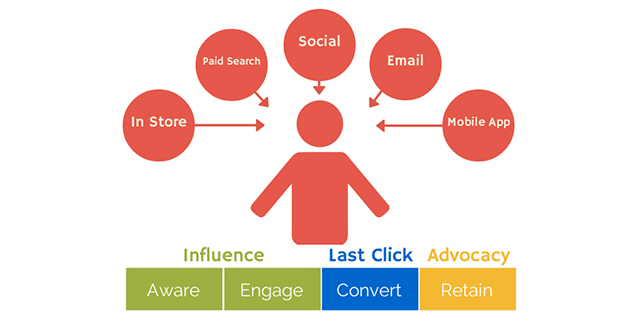 Social
Paid Search
Email
In Store
Mobile App
Influence
Last Click
Advocacy
Aware
Engage
Convert
Retain